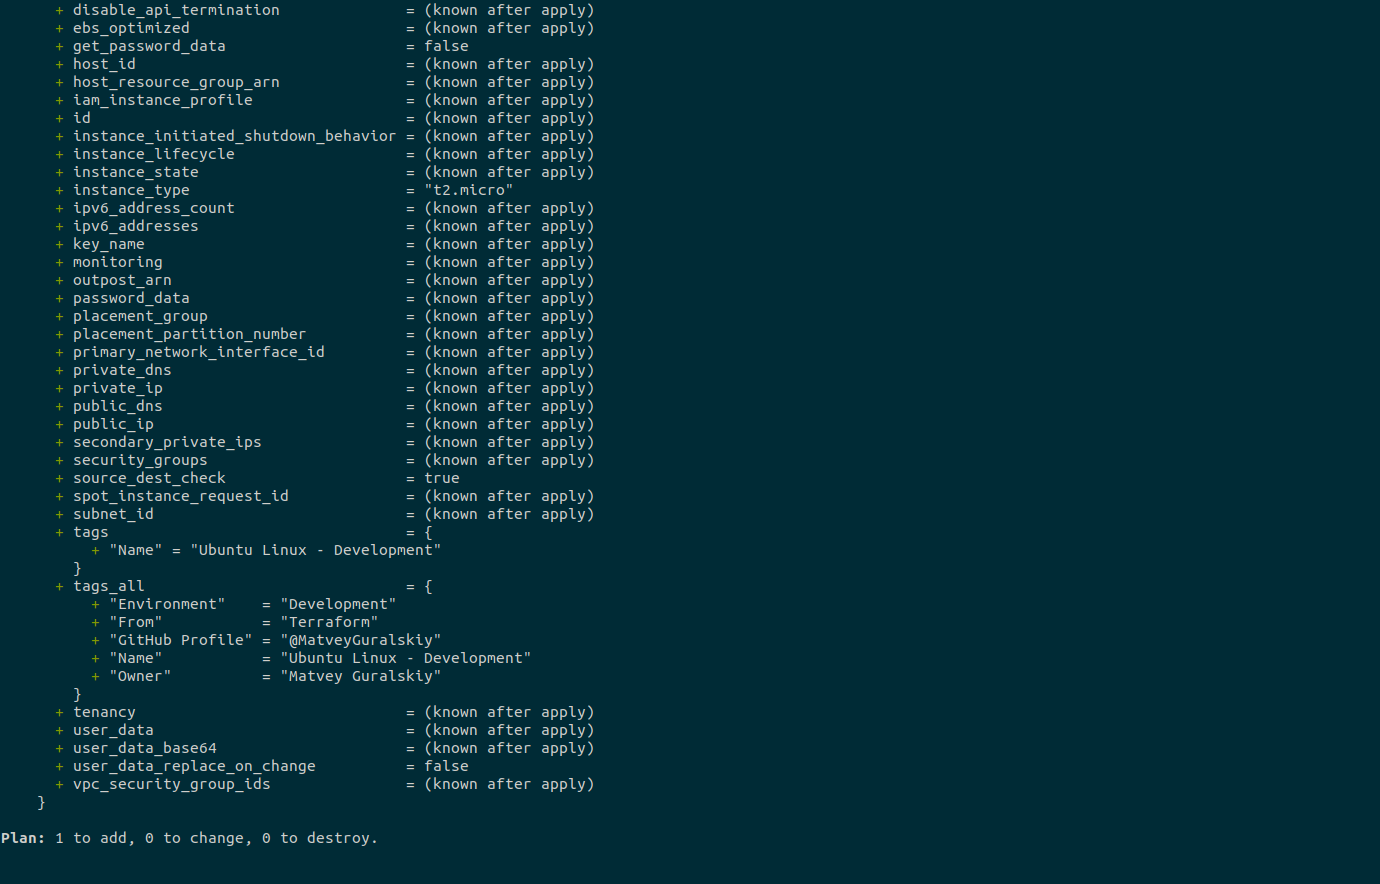 + disable_api_termination = (known after apply)
+ ebs_optimized = (known after apply)
+ get_password_data = false
+ host_id = (known after apply)
+ host_resource_group_arn = (known after apply)
+ iam_instance_profile = (known after apply)
+ id = (known after apply)
+ instance_initiated_shutdown_behavior = (known after apply)
+ instance_lifecycle = (known after apply)
+ instance_state = (known after apply)
+ instance_type = "t2.micro"
+ ipv6_address_count = (known after apply)
+ ipv6_addresses = (known after apply)
+ key_name = (known after apply)
+ monitoring = (known after apply)
+ outpost_arn = (known after apply)
+ password_data = (known after apply)
+ placement_group = (known after apply)
+ placement_partition_number = (known after apply)
+ primary_network_interface_id = (known after apply)
+ private_dns = (known after apply)
+ private_ip = (known after apply)
+ public_dns = (known after apply)
+ public_ip = (known after apply)
+ secondary_private_ips = (known after apply)
+ security_groups = (known after apply)
+ source_dest_check = true
+ spot_instance_request_id = (known after apply)
+ subnet_id = (known after apply)
+ tags = {
+ "Name" = "Ubuntu Linux - Development"
}
+ tags_all = {
+ "Environment" = "Development"
+ "From" = "Terraform"
+ "GitHub Profile" = "@MatveyGuralskiy"
+ "Name" = "Ubuntu Linux - Development"
+ "Owner" = "Matvey Guralskiy"
}
+ tenancy = (known after apply)
+ user_data = (known after apply)
+ user_data_base64 = (known after apply)
+ user_data_replace_on_change = false
+ vpc_security_group_ids = (known after apply)
}
Plan: 1 to add, 0 to change, 0 to destroy.